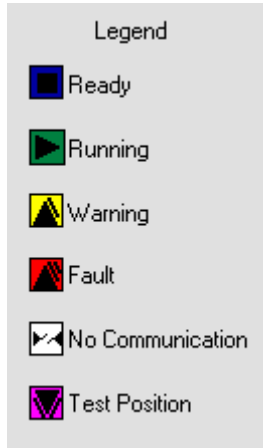 Legend
Ready
Running
Warning
Fault
No Communication
Test Position